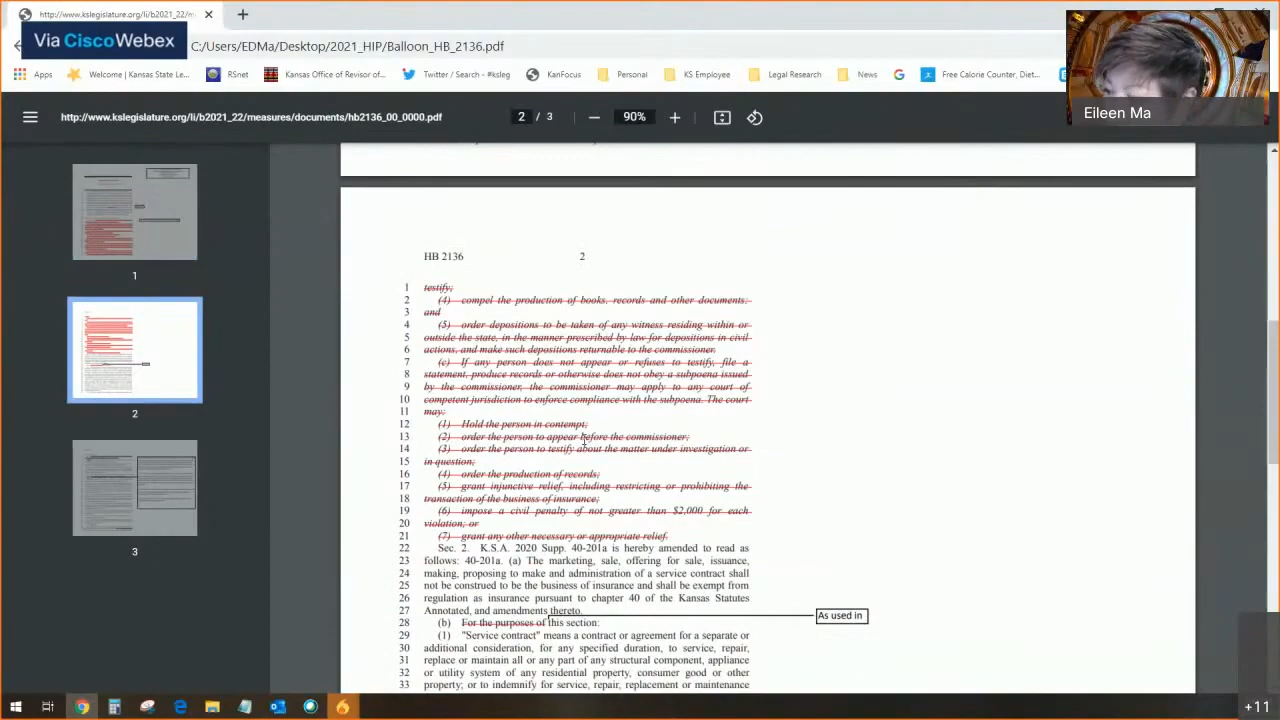 http://www.kslegislature.org/li/b2021_22/m
Via Cisco Webex
C:/Users/EDMa/Desktop/2021_HIP/Balloon_HB_2136.pdf
Apps Welcome | Kansas State Le... RSnet Kansas Office of Revisor of... Twitter / Search - #ksleg KanFocus Personal KS Employee Legal Research News Free Calorie Counter, Diet...
Eileen Ma
http://www.kslegislature.org/li/b2021_22/measures/documents/hb2136_00_0000.pdf
2 / 3
90%
1
2
3
HB 2136 2
1 testify;
2 (4) compel the production of books, records and other documents;
3 and
4 (5) order depositions to be taken of any witness residing within or
5 outside the state, in the manner prescribed by law for depositions in civil
6 actions, and make such depositions returnable to the commissioner.
7 (c) If any person does not appear or refuses to testify, file a
8 statement, produce records or otherwise does not obey a subpoena issued
9 by the commissioner, the commissioner may apply to any court of
10 competent jurisdiction to enforce compliance with the subpoena. The court
11 may:
12 (1) Hold the person in contempt;
13 (2) order the person to appear before the commissioner;
14 (3) order the person to testify about the matter under investigation or
15 in question;
16 (4) order the production of records;
17 (5) grant injunctive relief, including restricting or prohibiting the
18 transaction of the business of insurance;
19 (6) impose a civil penalty of not greater than $2,000 for each
20 violation; or
21 (7) grant any other necessary or appropriate relief.
22 Sec. 2. K.S.A. 2020 Supp. 40-201a is hereby amended to read as
23 follows: 40-201a. (a) The marketing, sale, offering for sale, issuance,
24 making, proposing to make and administration of a service contract shall
25 not be construed to be the business of insurance and shall be exempt from
26 regulation as insurance pursuant to chapter 40 of the Kansas Statutes
27 Annotated, and amendments thereto.
28 (b) For the purposes of this section:
As used in
29 (1) "Service contract" means a contract or agreement for a separate or
30 additional consideration, for any specified duration, to service, repair,
31 replace or maintain all or any part of any structural component, appliance
32 or utility system of any residential property, consumer good or other
33 property; or to indemnify for service, repair, replacement or maintenance
+11